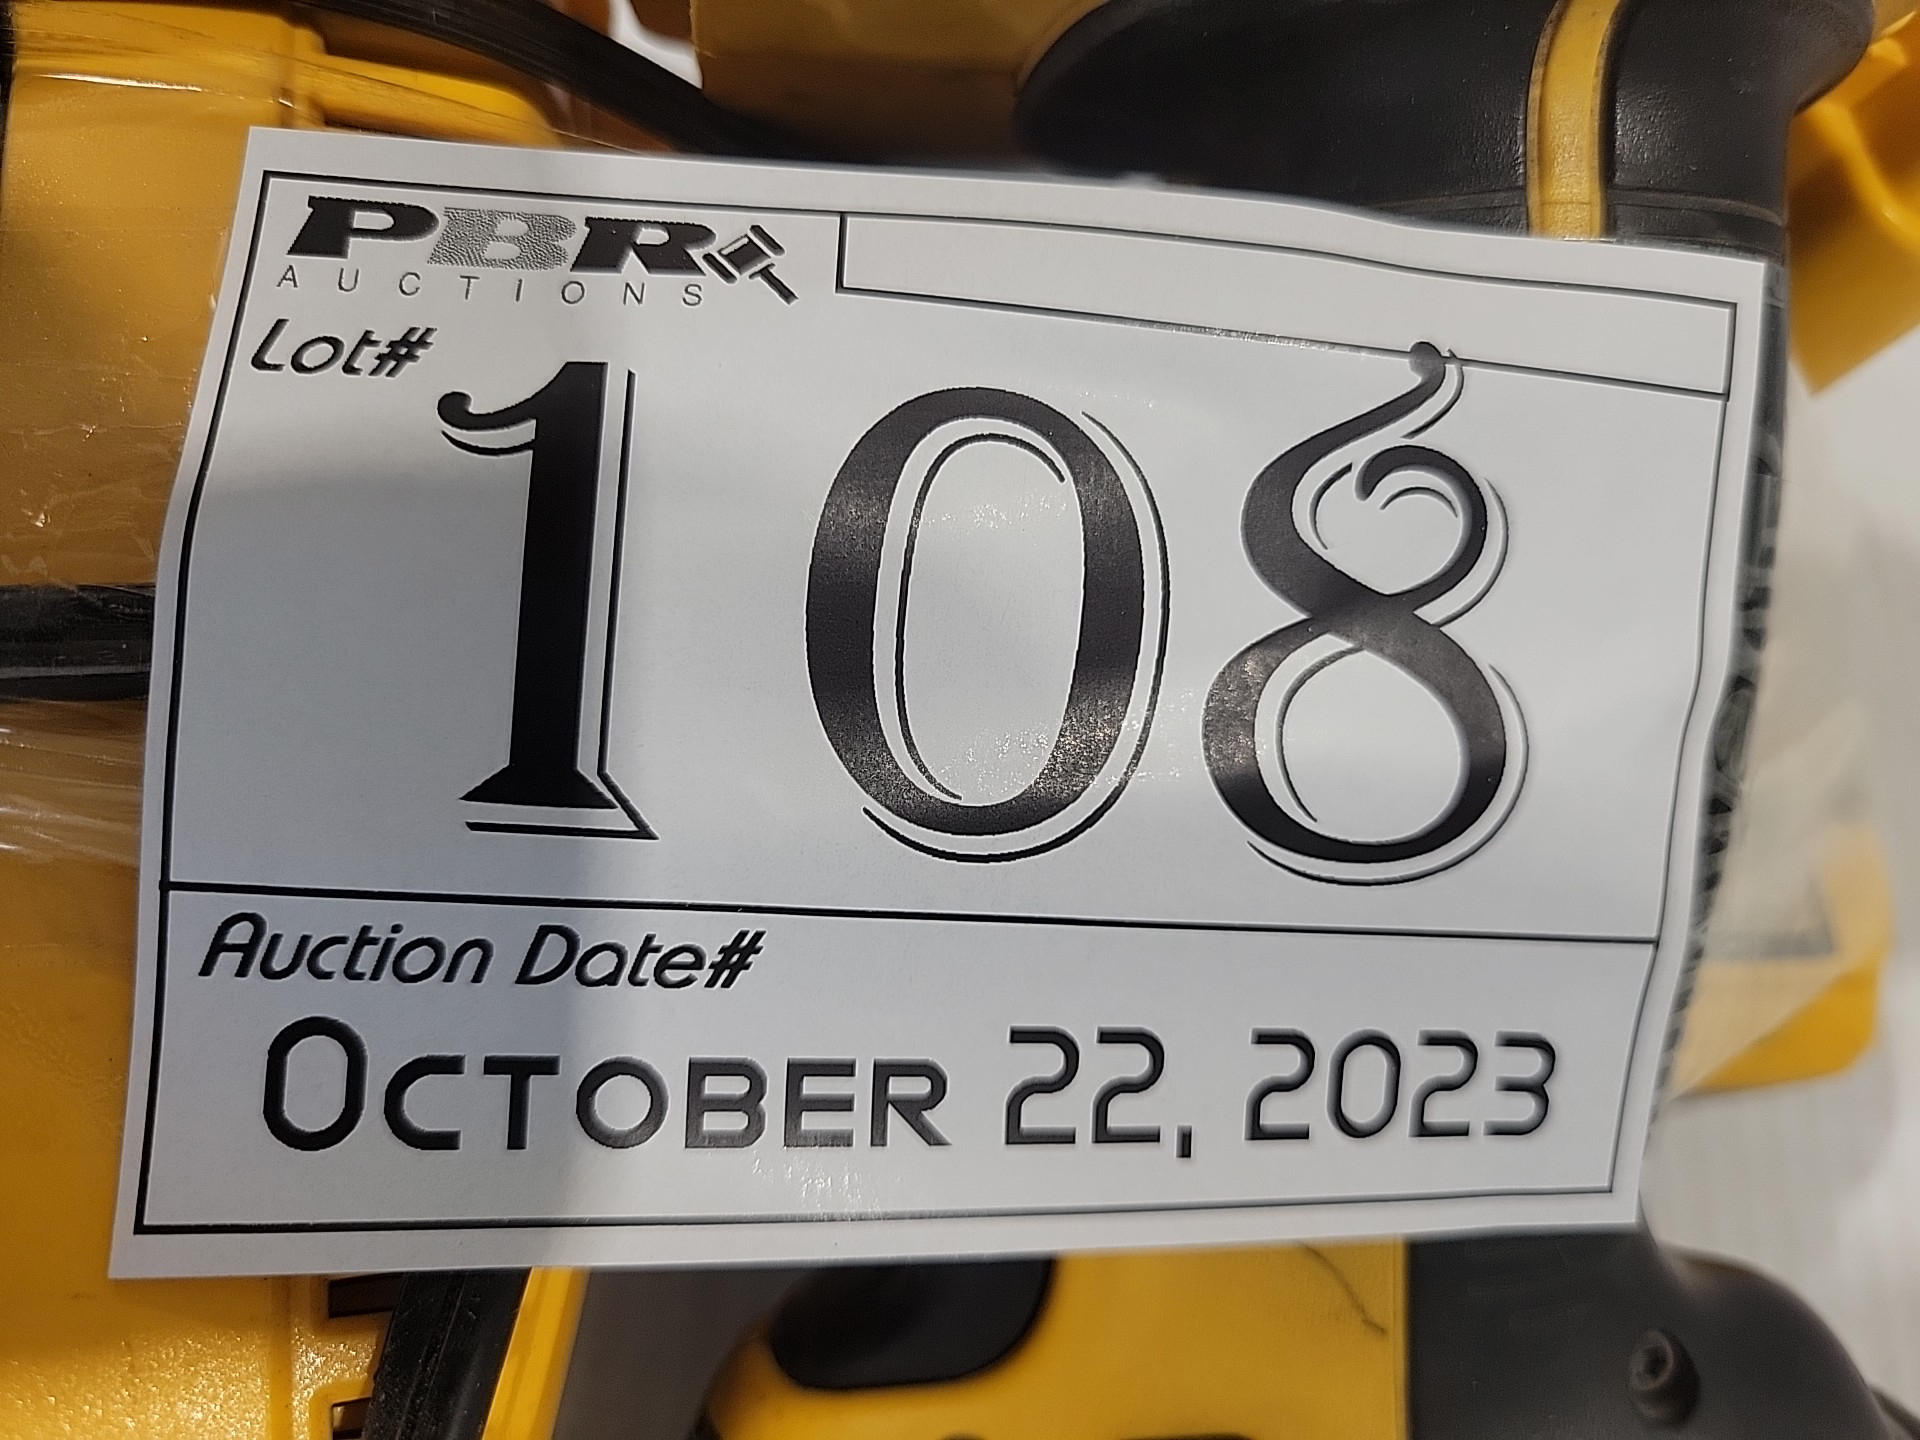 PBR
AUCTIONS
Lot#
108
Auction Date#
OCTOBER 22, 2023